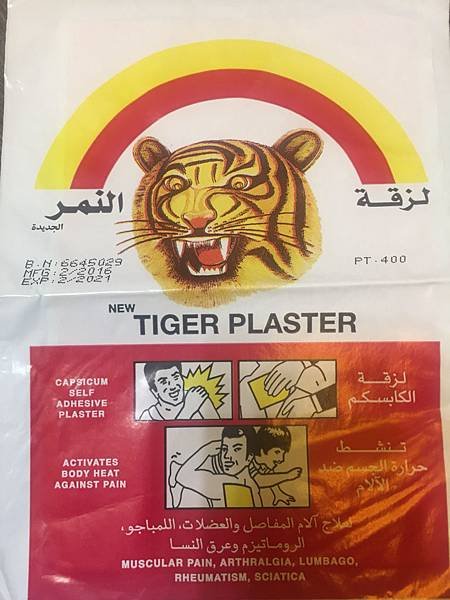 لزقة النمر
الجديدة
B.N:6645029
MFG:2/2016
EXP:2/2021
PT.400
NEW TIGER PLASTER
CAPSICUM
SELF
ADHESIVE
PLASTER
لزقة
الكابسكم
ACTIVATES
BODY HEAT
AGAINST PAIN
تنشط
حرارة الجسم ضد
الآلام
لعلاج آلام المفاصل والعضلات، اللمباجو،
الروماتيزم وعرق النسا
MUSCULAR PAIN, ARTHRALGIA, LUMBAGO,
RHEUMATISM, SCIATICA